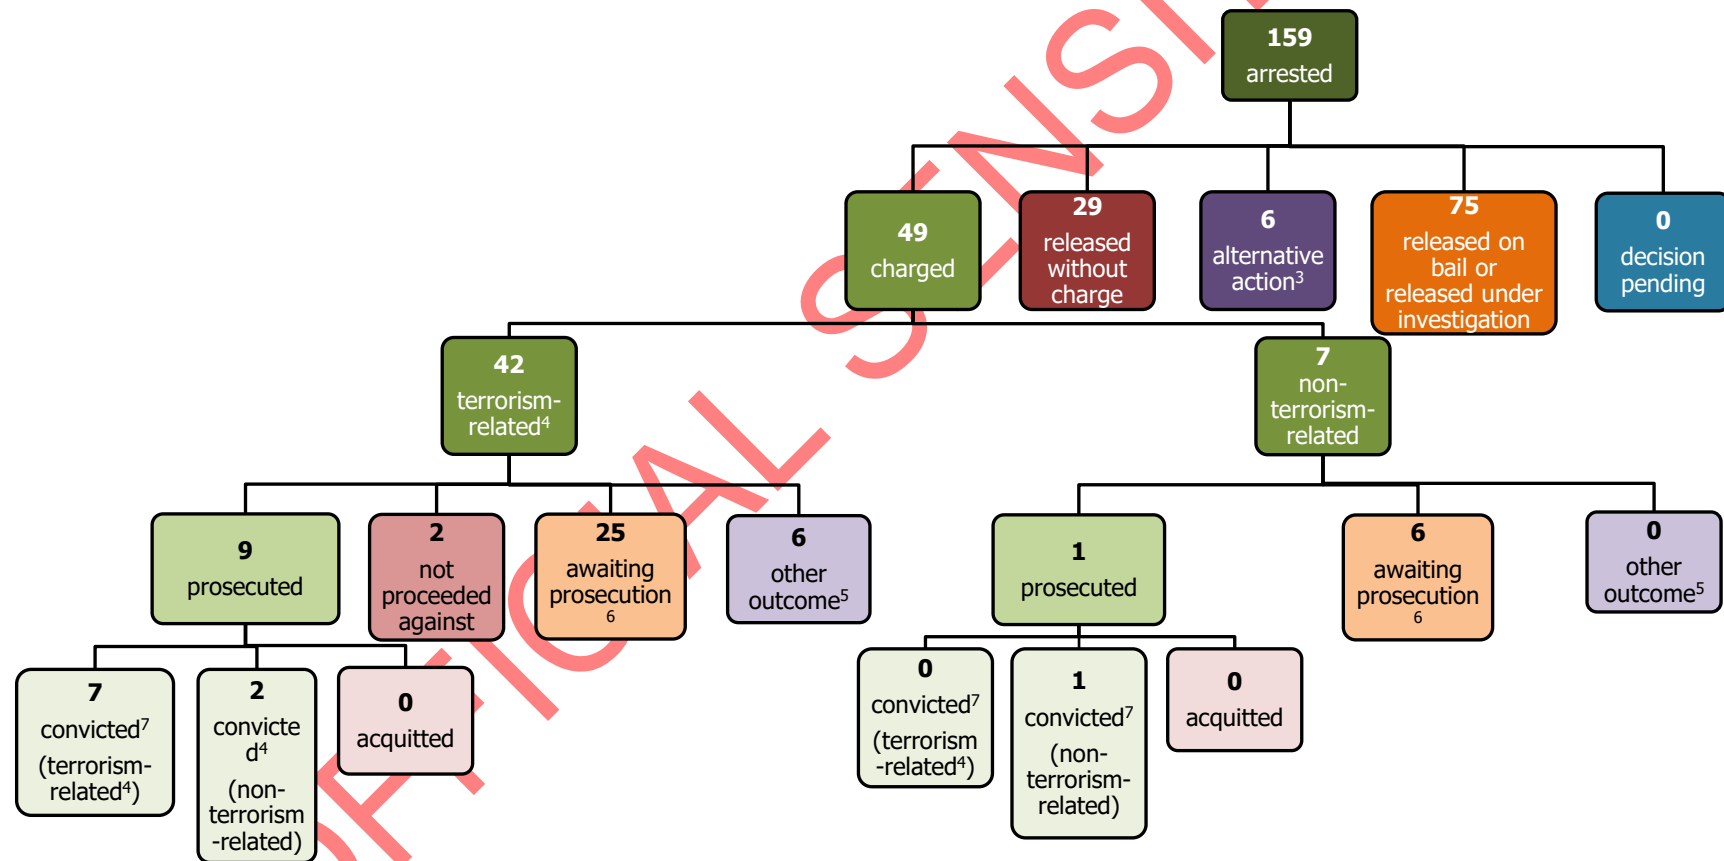 159
arrested
49
charged
29
released
without
charge
6
alternative
action3
75
released on
bail or
released under
investigation
0
decision
pending
42
terrorism-
related4
7
non-
terrorism-
related
9
prosecuted
2
not
proceeded
against
25
awaiting
prosecution
6
6
other
outcome5
1
prosecuted
6
awaiting
prosecution
6
0
other
outcome5
7
convicted7
(terrorism-
related4)
2
convicte
d4
(non-
terrorism
-related)
0
acquitted
0
convicted7
(terrorism
-related4)
1
convicted7
(non-
terrorism-
related)
0
acquitted